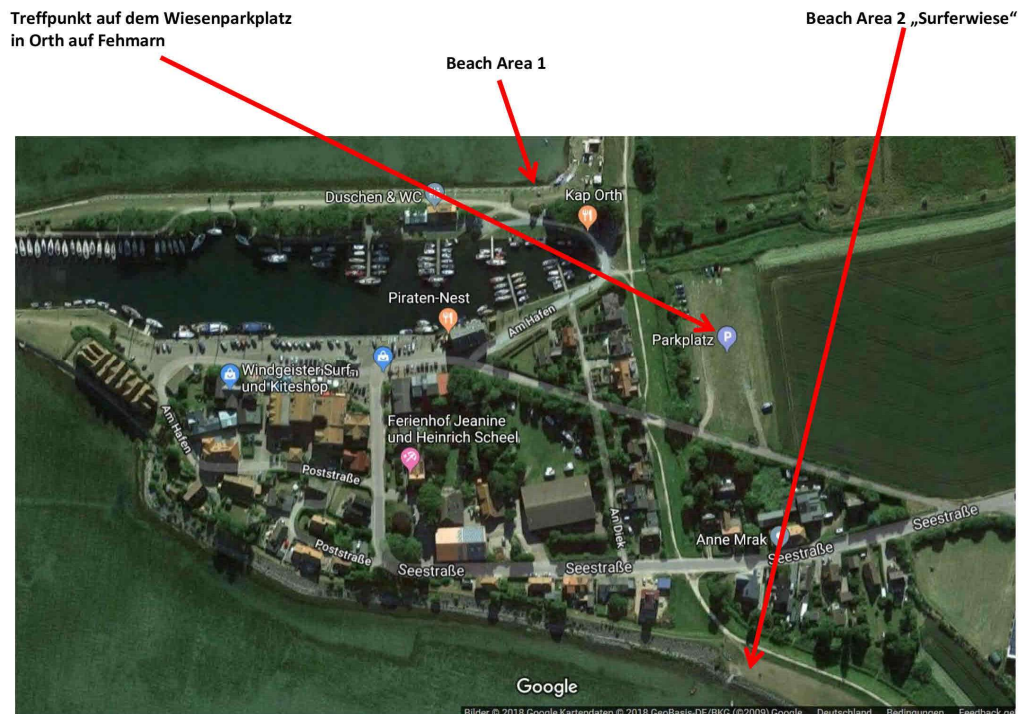 Treffpunkt auf dem Wiesenparkplatz
in Orth auf Fehmarn
Beach Area 2 „Surferwiese“
Beach Area 1
Duschen & WC
Kap Orth
Piraten-Nest
Am Hafen
Parkplatz
P
Windgeister Surf
und Kiteshop
Am Hafen
Ferienhof Jeanine
und Heinrich Scheel
Poststraße
Poststraße
An Diek
Anne Mrak
Seestraße
Seestraße
Seestraße
Seestraße
Google
Bilder © 2018 Google Kartendaten © 2018 GeoBasis-DE/BKG (©2009) Google Deutschland Bedingungen Feedback